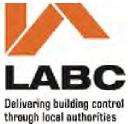 LABC
Delivering building control
through local authorities